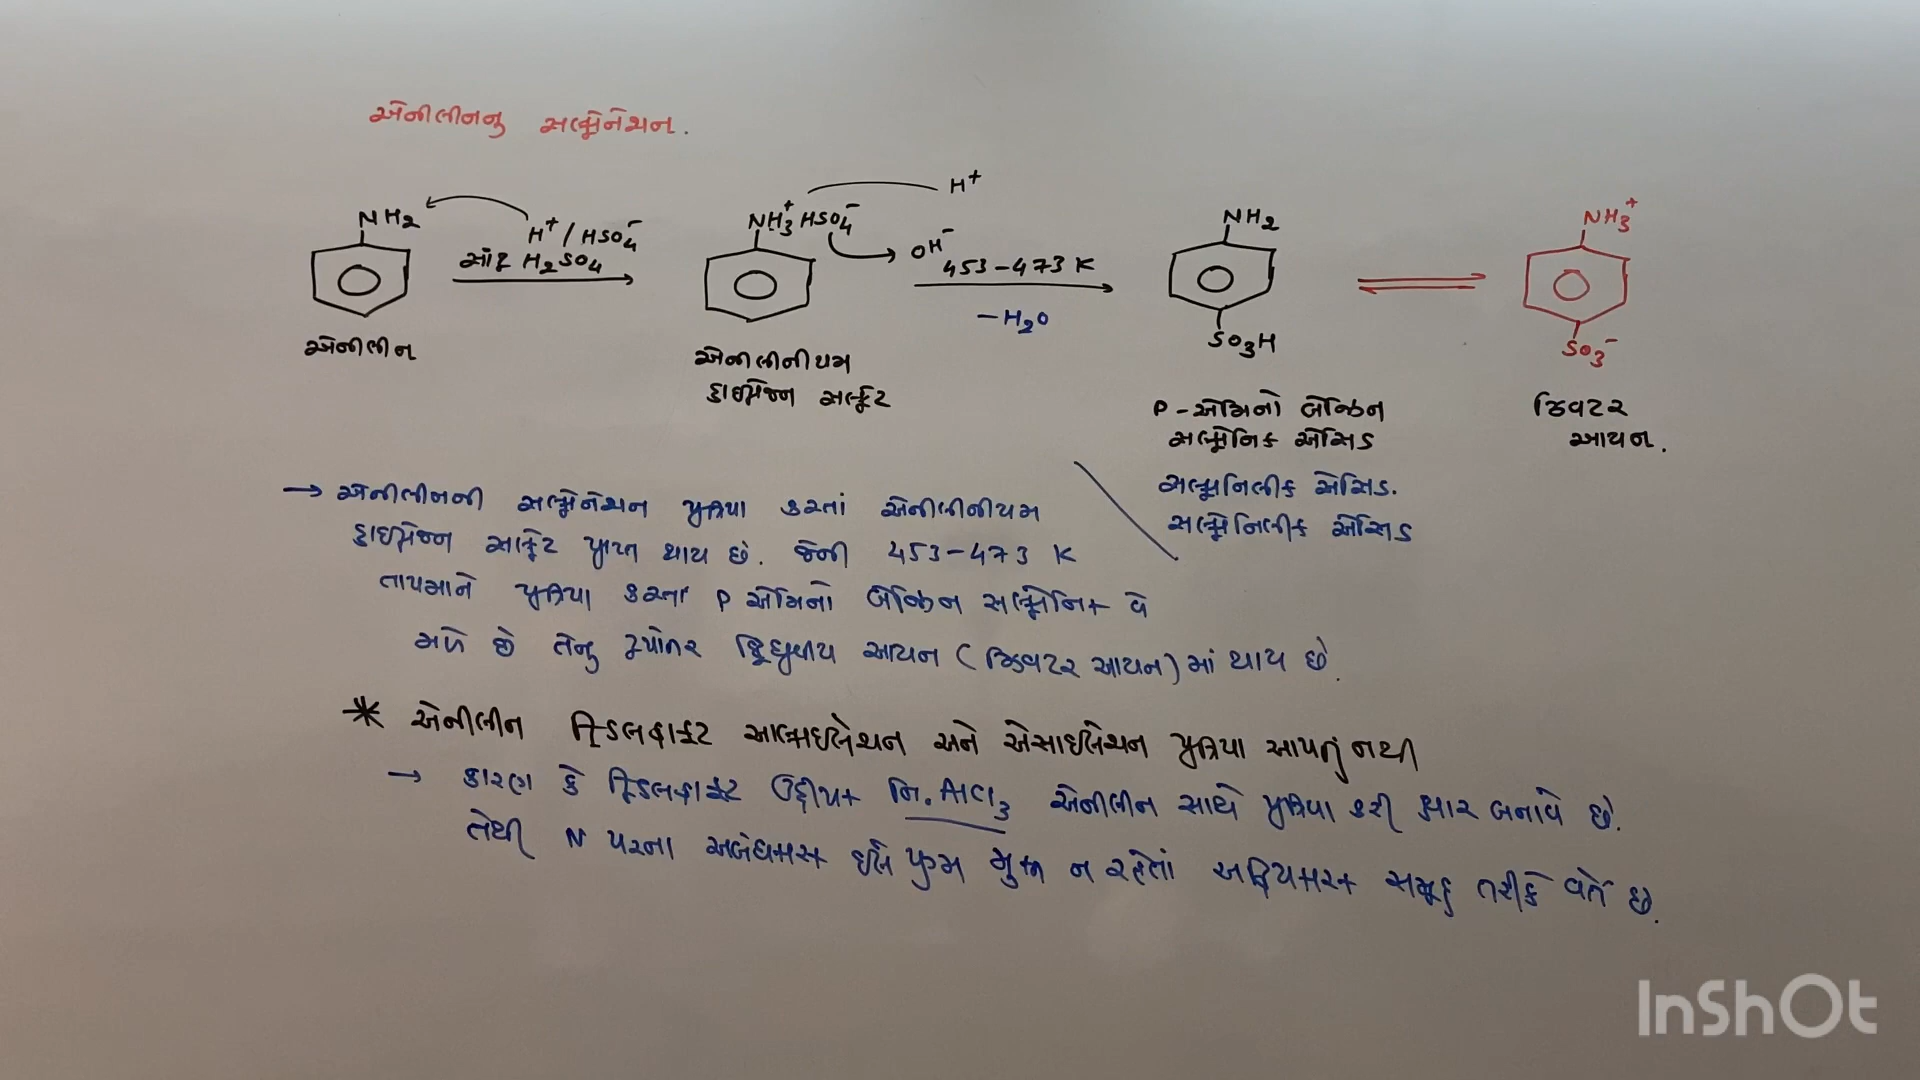 એનીલીનનુ સલ્ફોનેશન.
NH2
H+ / HSO4-
સાંદ્ર H2SO4
એનીલીન
NH3+ HSO4-
H+
OH-
453-473 K
-H2O
એનીલીનીયમ
હાઇડ્રોજન સલ્ફેટ
NH2
SO3H
P-એમિનો બેન્ઝિન
સલ્ફોનિક એસિડ
સલ્ફાનિલીક એસિડ.
સલ્ફોનિલીક એસિડ
NH3+
SO3-
ઝિવટર
આયન.
→ એનીલીનની સલ્ફોનેશન પ્રક્રિયા કરતાં એનીલીનીયમ
હાઇડ્રોજન સલ્ફેટ પ્રાપ્ત થાય છે. જેની 453-473 K
તાપમાને પ્રક્રિયા કરતા P એમિનો બેન્ઝિન સલ્ફોનિક
મળે છે તેનુ રૂપાંતર દ્વિધ્રુવીય આયન (ઝિવટર આયન) માં થાય છે.
* એનીલીન ફ્રિડલક્રાફ્ટ આલ્કાઇલેશન અને એસાઇલેશન પ્રક્રિયા આપતું નથી
→ કારણ કે ફ્રિડલક્રાફ્ટ ઉદ્દીપક નિ. AlCl3 એનીલીન સાથે પ્રક્રિયા કરી ક્ષાર બનાવે છે.
તેથી N પરના અબંધકારક ઇલે યુગ્મ મુક્ત ન રહેતાં અક્રિયકારક સમૂહ તરીકે વર્તે છે.
InShOt